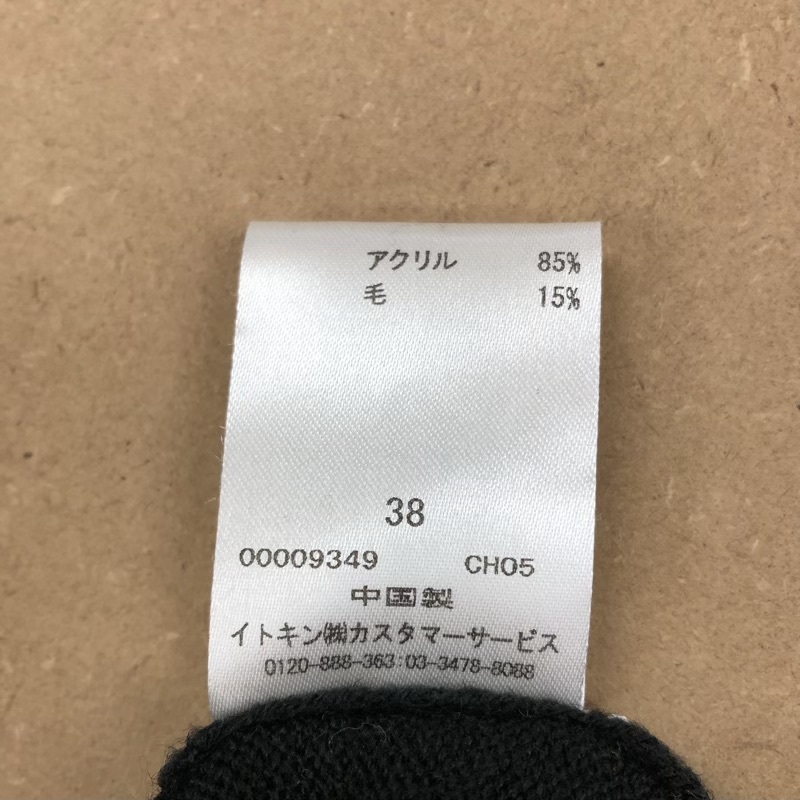 アクリル 85%
毛 15%
38
00009349 CH05
中国製
イトキン㈱カスタマーサービス
0120-888-363:03-3478-8088